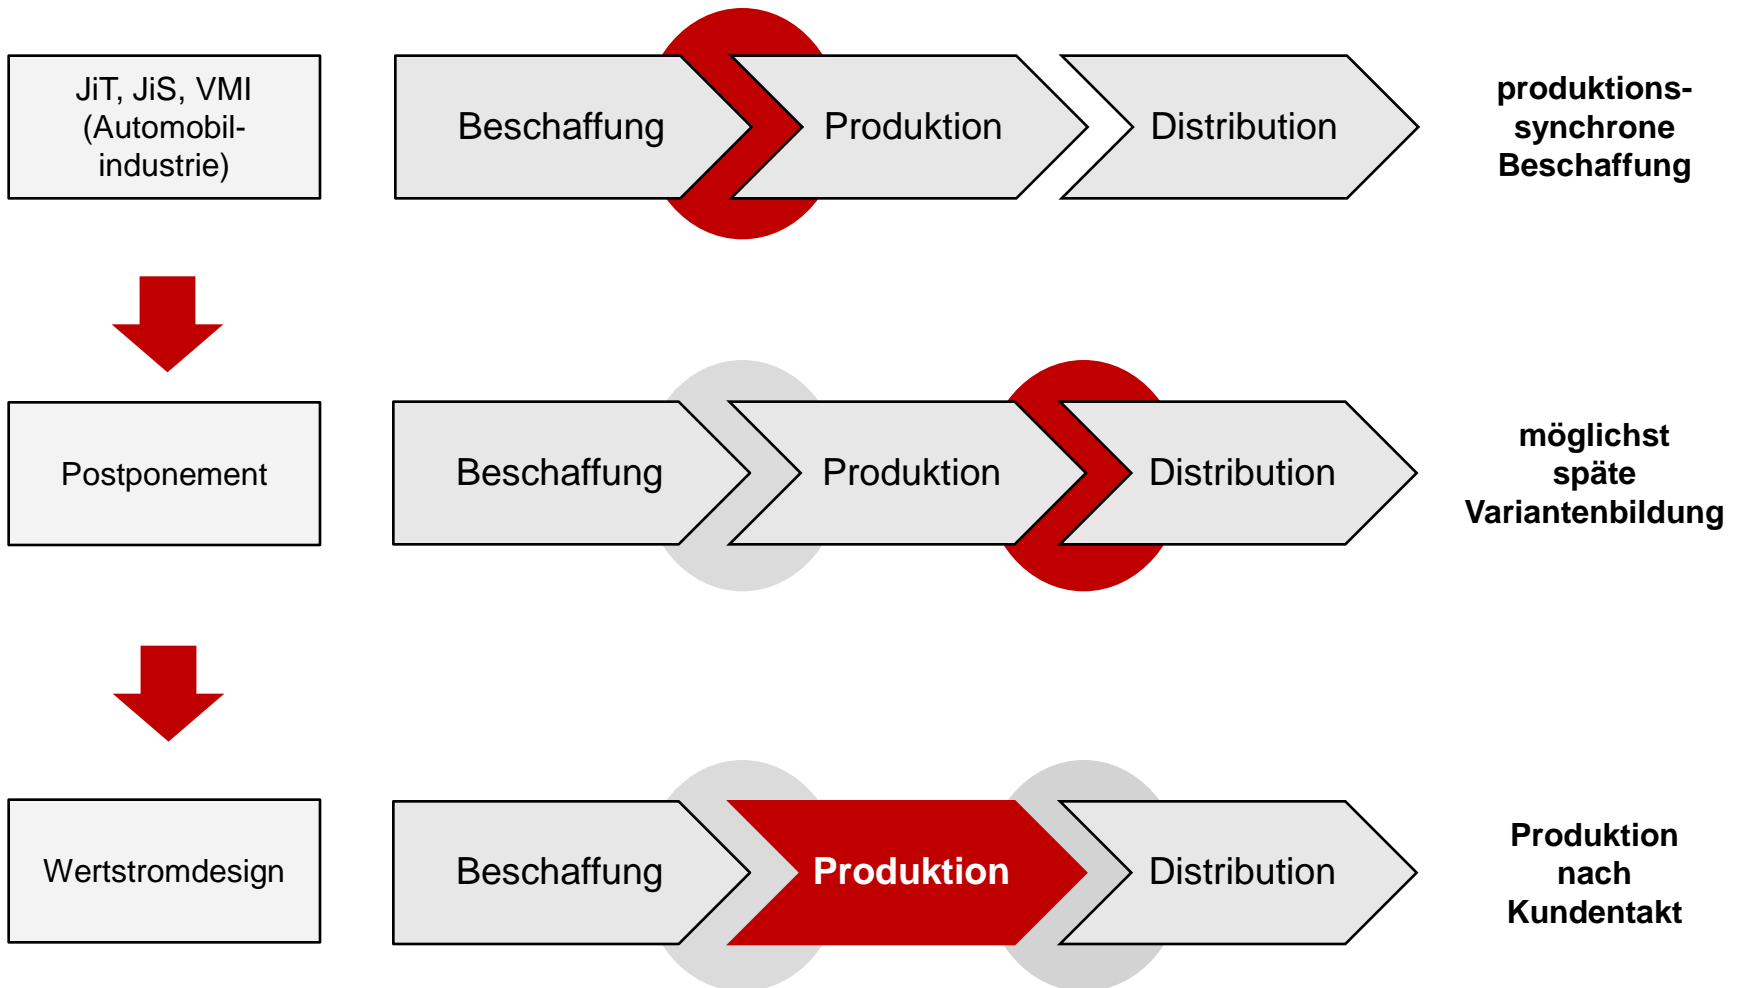 JiT, JiS, VMI
(Automobil-
industrie)
Beschaffung
Produktion
Distribution
produktions-
synchrone
Beschaffung
Postponement
Beschaffung
Produktion
Distribution
möglichst
späte
Variantenbildung
Wertstromdesign
Beschaffung
Produktion
Distribution
Produktion
nach
Kundentakt